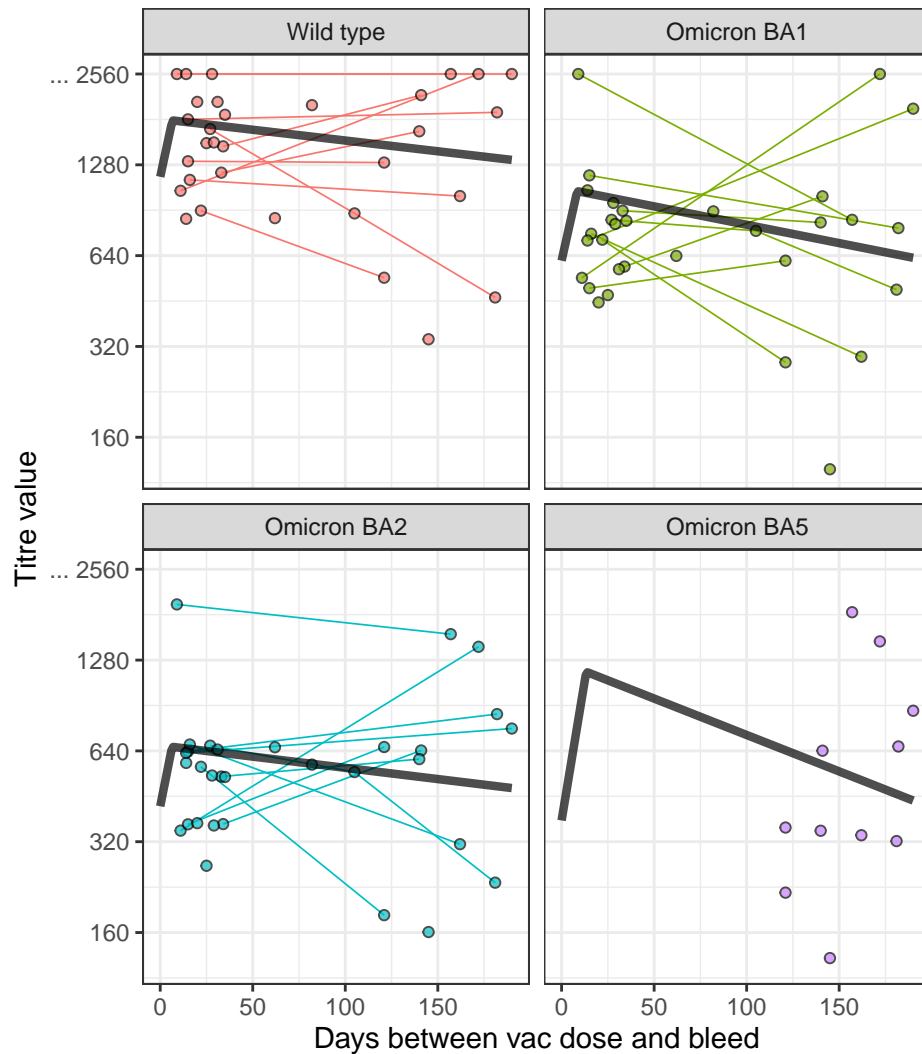 Wild type
Omicron BA1
... 2560
1280
640
320
160
Titre value
Omicron BA2
Omicron BA5
... 2560
1280
640
320
160
0 50 100 150
0 50 100 150
Days between vac dose and bleed